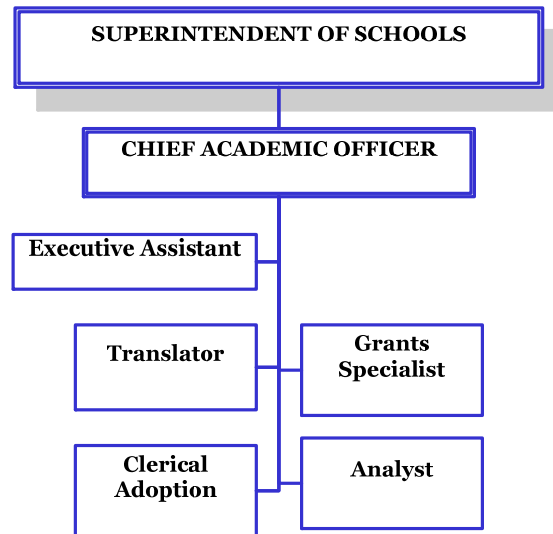 SUPERINTENDENT OF SCHOOLS
CHIEF ACADEMIC OFFICER
Executive Assistant
Translator
Grants
Specialist
Clerical
Adoption
Analyst